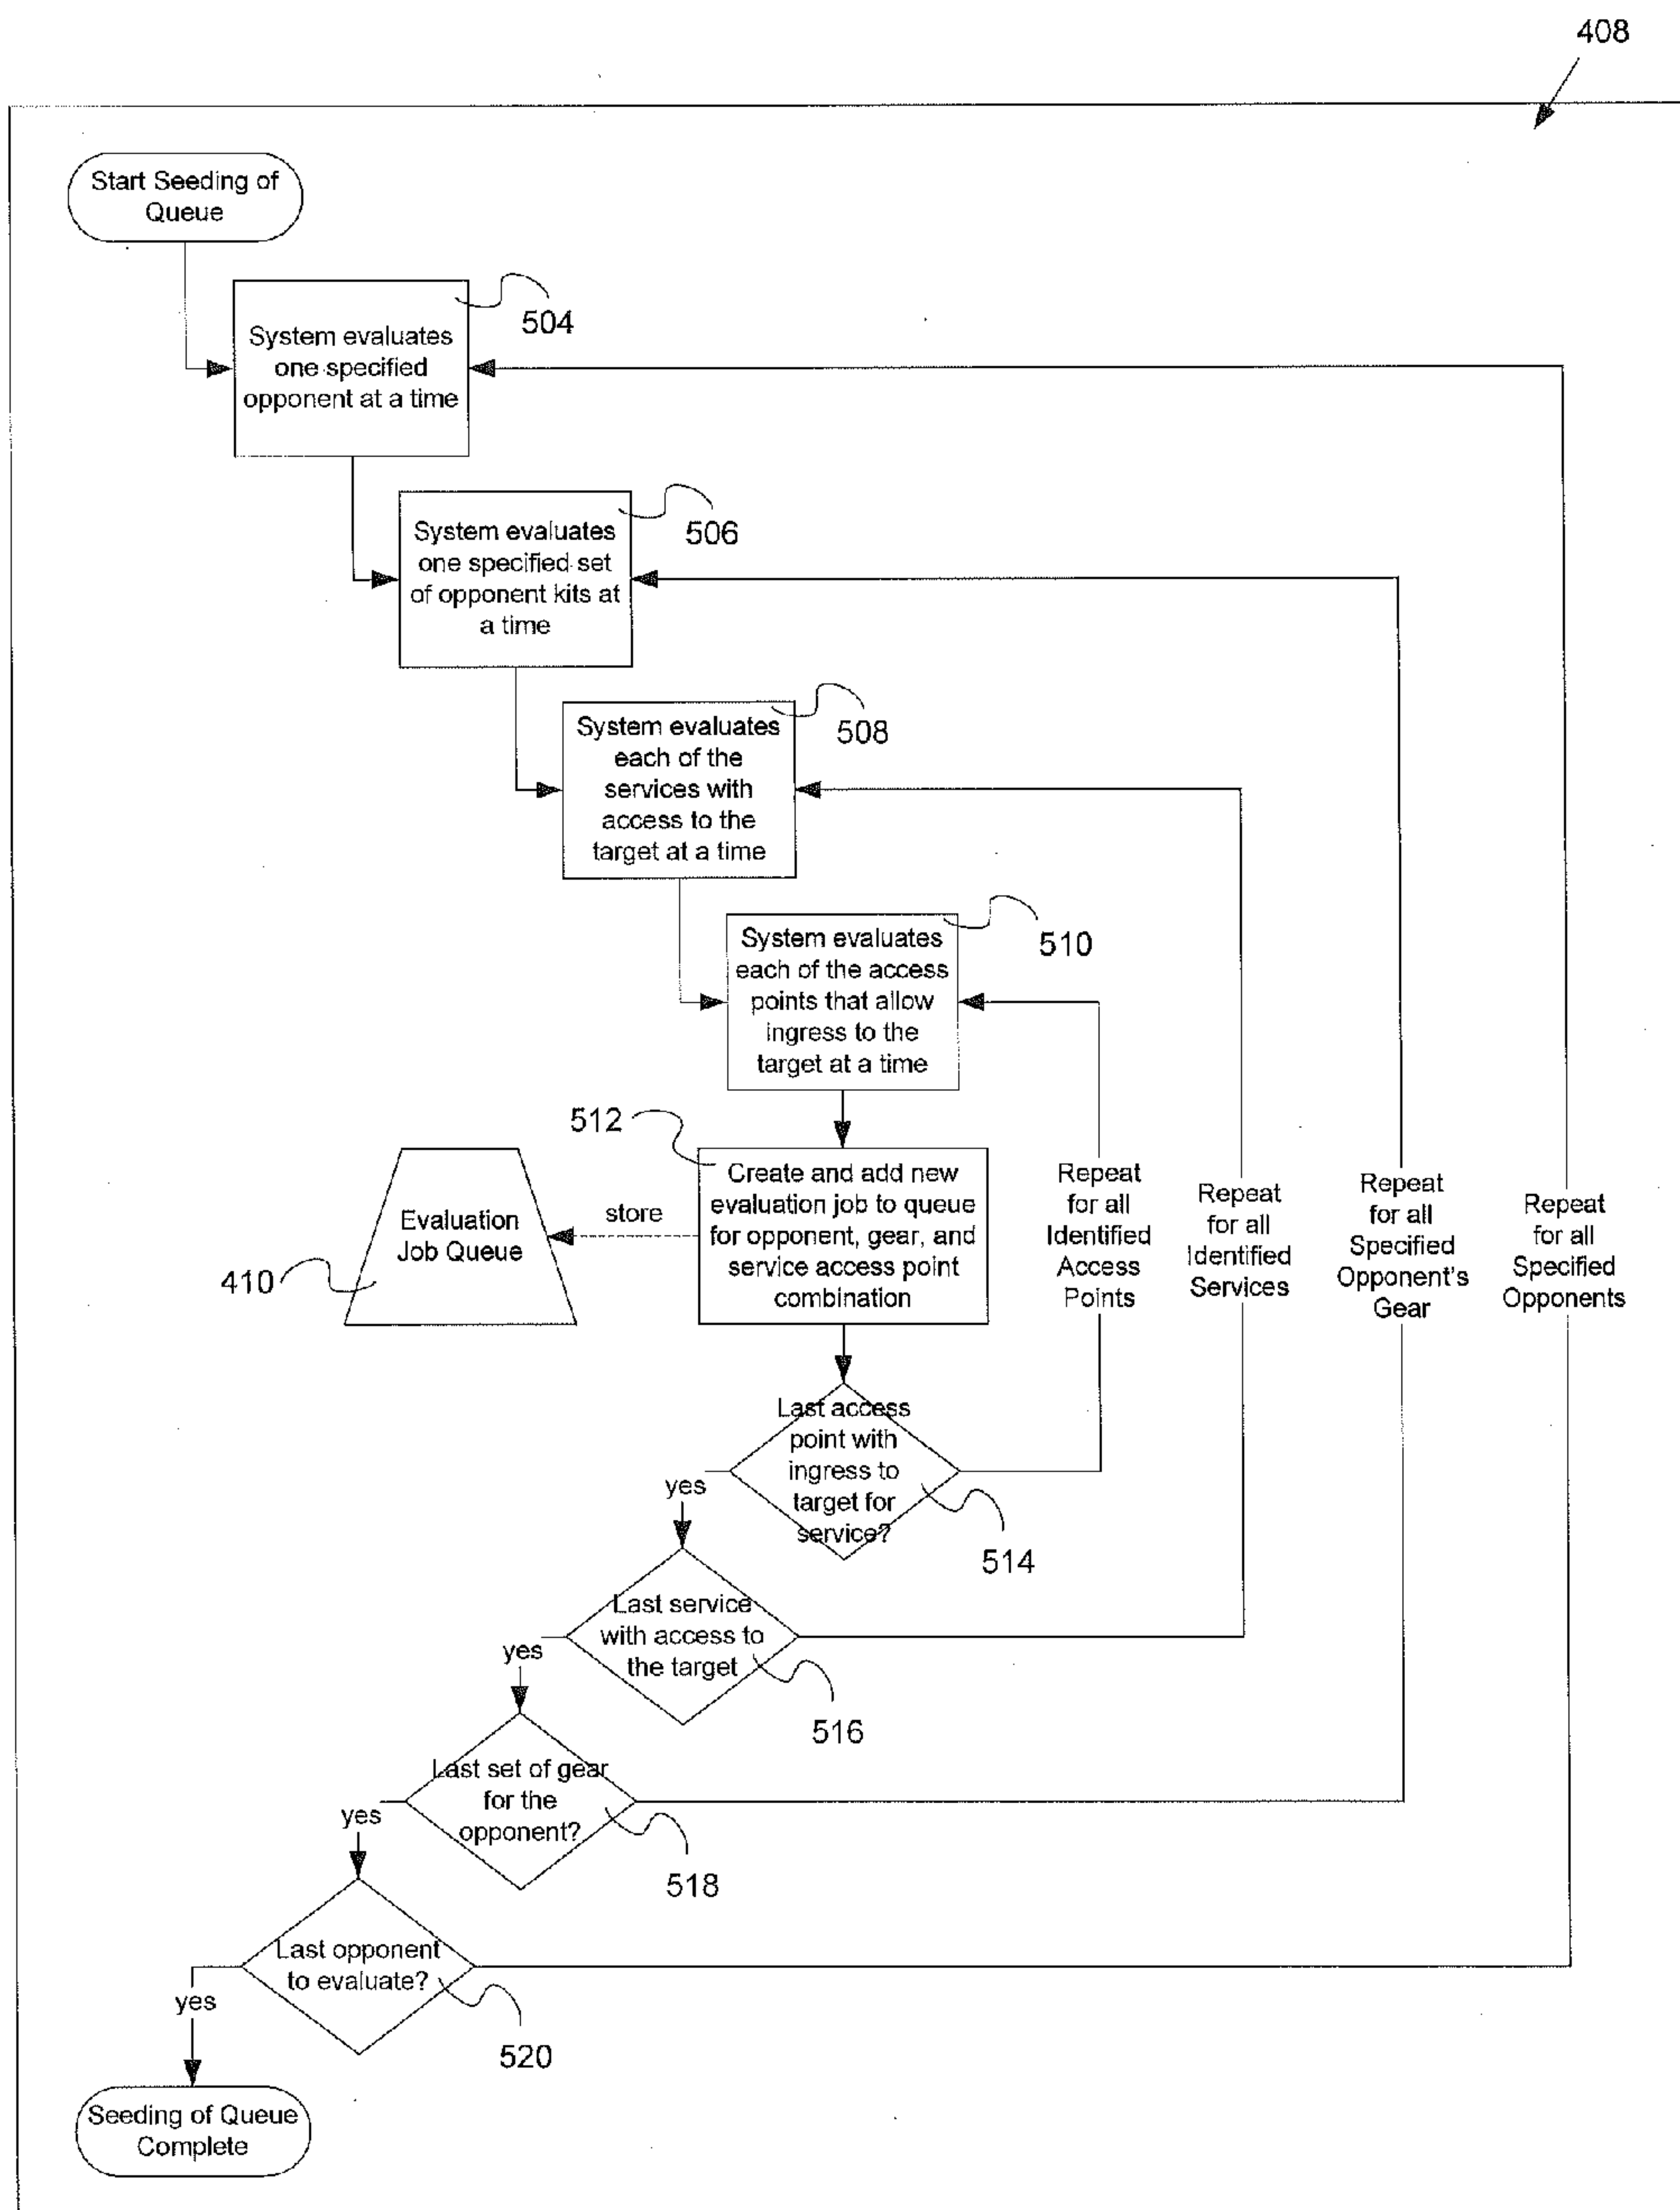 408
Start Seeding of
Queue
504
System evaluates
one specified
opponent at a time
506
System evaluates
one specified set
of opponent kits at
a time
508
System evaluates
each of the
services with
access to the
target at a time
510
System evaluates
each of the access
points that allow
ingress to the
target at a time
512
Create and add new
evaluation job to queue
for opponent, gear, and
service access point
combination
store
Evaluation
Job Queue
410
Repeat
for all
Identified
Access
Points
Repeat
for all
Identified
Services
Repeat
for all
Specified
Opponent's
Gear
Repeat
for all
Specified
Opponents
Last access
point with
ingress to
target for
service?
514
yes
Last service
with access to
the target
516
yes
Last set of gear
for the
opponent?
518
yes
Last opponent
to evaluate?
520
yes
Seeding of Queue
Complete